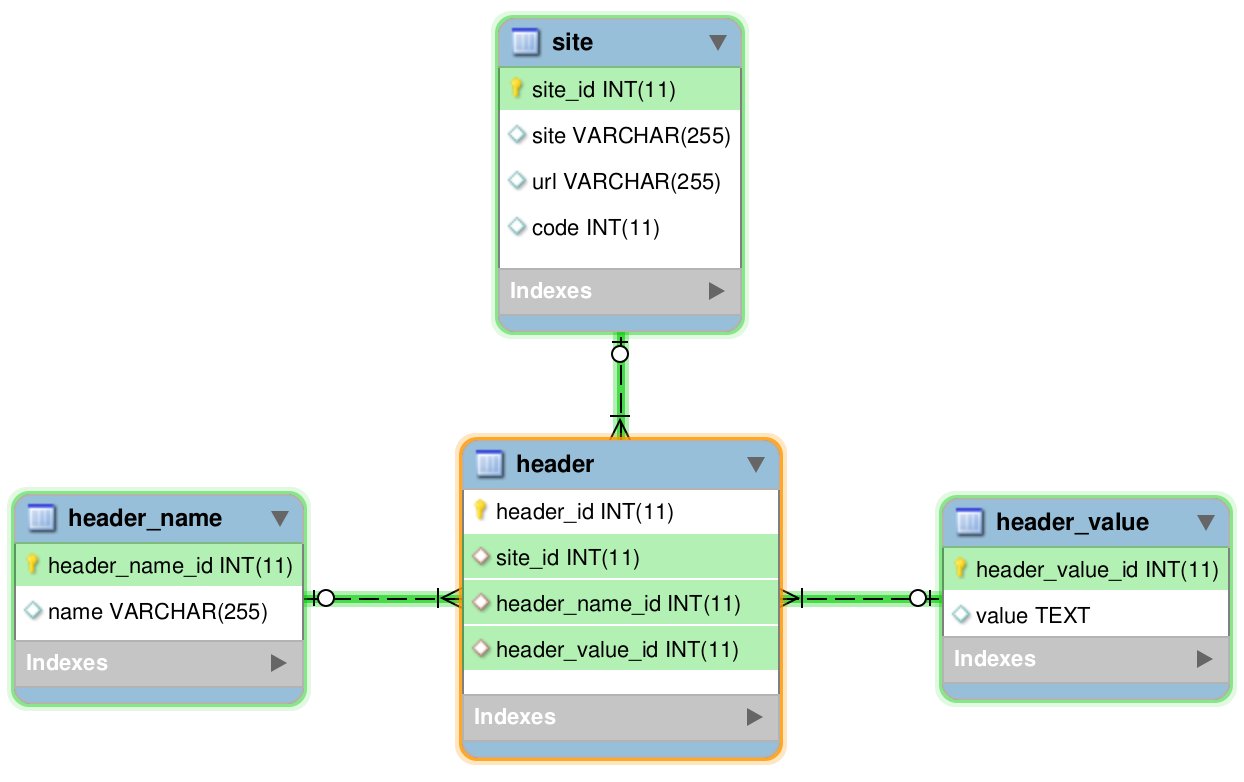 site
site_id INT(11)
site VARCHAR(255)
url VARCHAR(255)
code INT(11)
Indexes
header_name
header_name_id INT(11)
name VARCHAR(255)
Indexes
header
header_id INT(11)
site_id INT(11)
header_name_id INT(11)
header_value_id INT(11)
Indexes
header_value
header_value_id INT(11)
value TEXT
Indexes